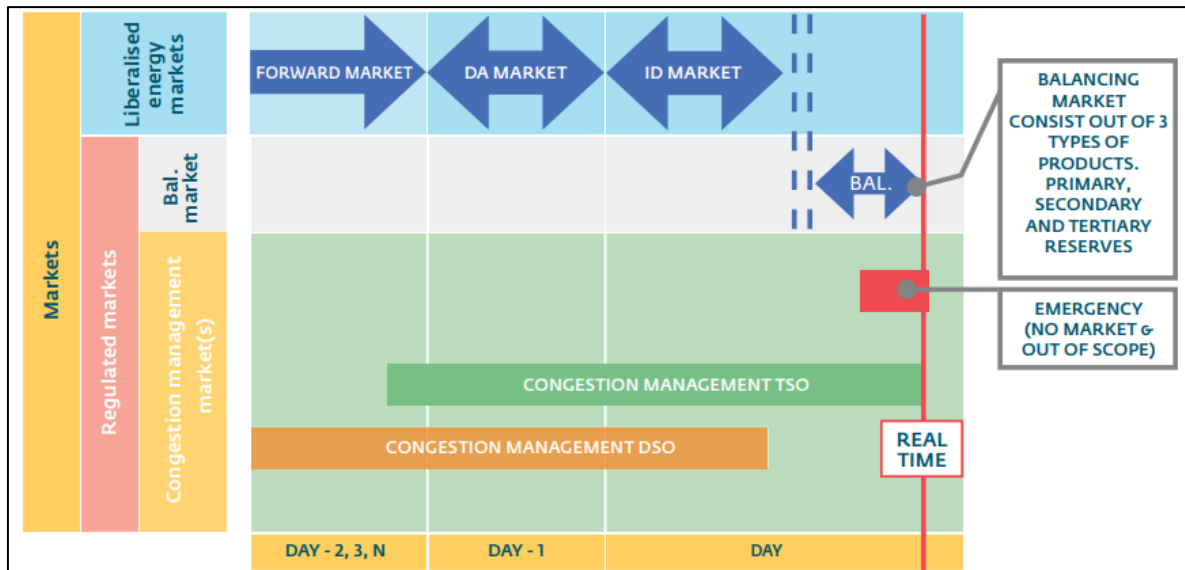 Markets
Liberalised
energy
markets
Regulated markets
Bal.
market
Congestion management
market(s)
FORWARD MARKET
DA MARKET
ID MARKET
BAL.
BALANCING
MARKET
CONSIST OUT OF 3
TYPES OF
PRODUCTS.
PRIMARY,
SECONDARY
AND TERTIARY
RESERVES
EMERGENCY
(NO MARKET &
OUT OF SCOPE)
CONGESTION MANAGEMENT TSO
CONGESTION MANAGEMENT DSO
REAL
TIME
DAY - 2, 3, N
DAY - 1
DAY